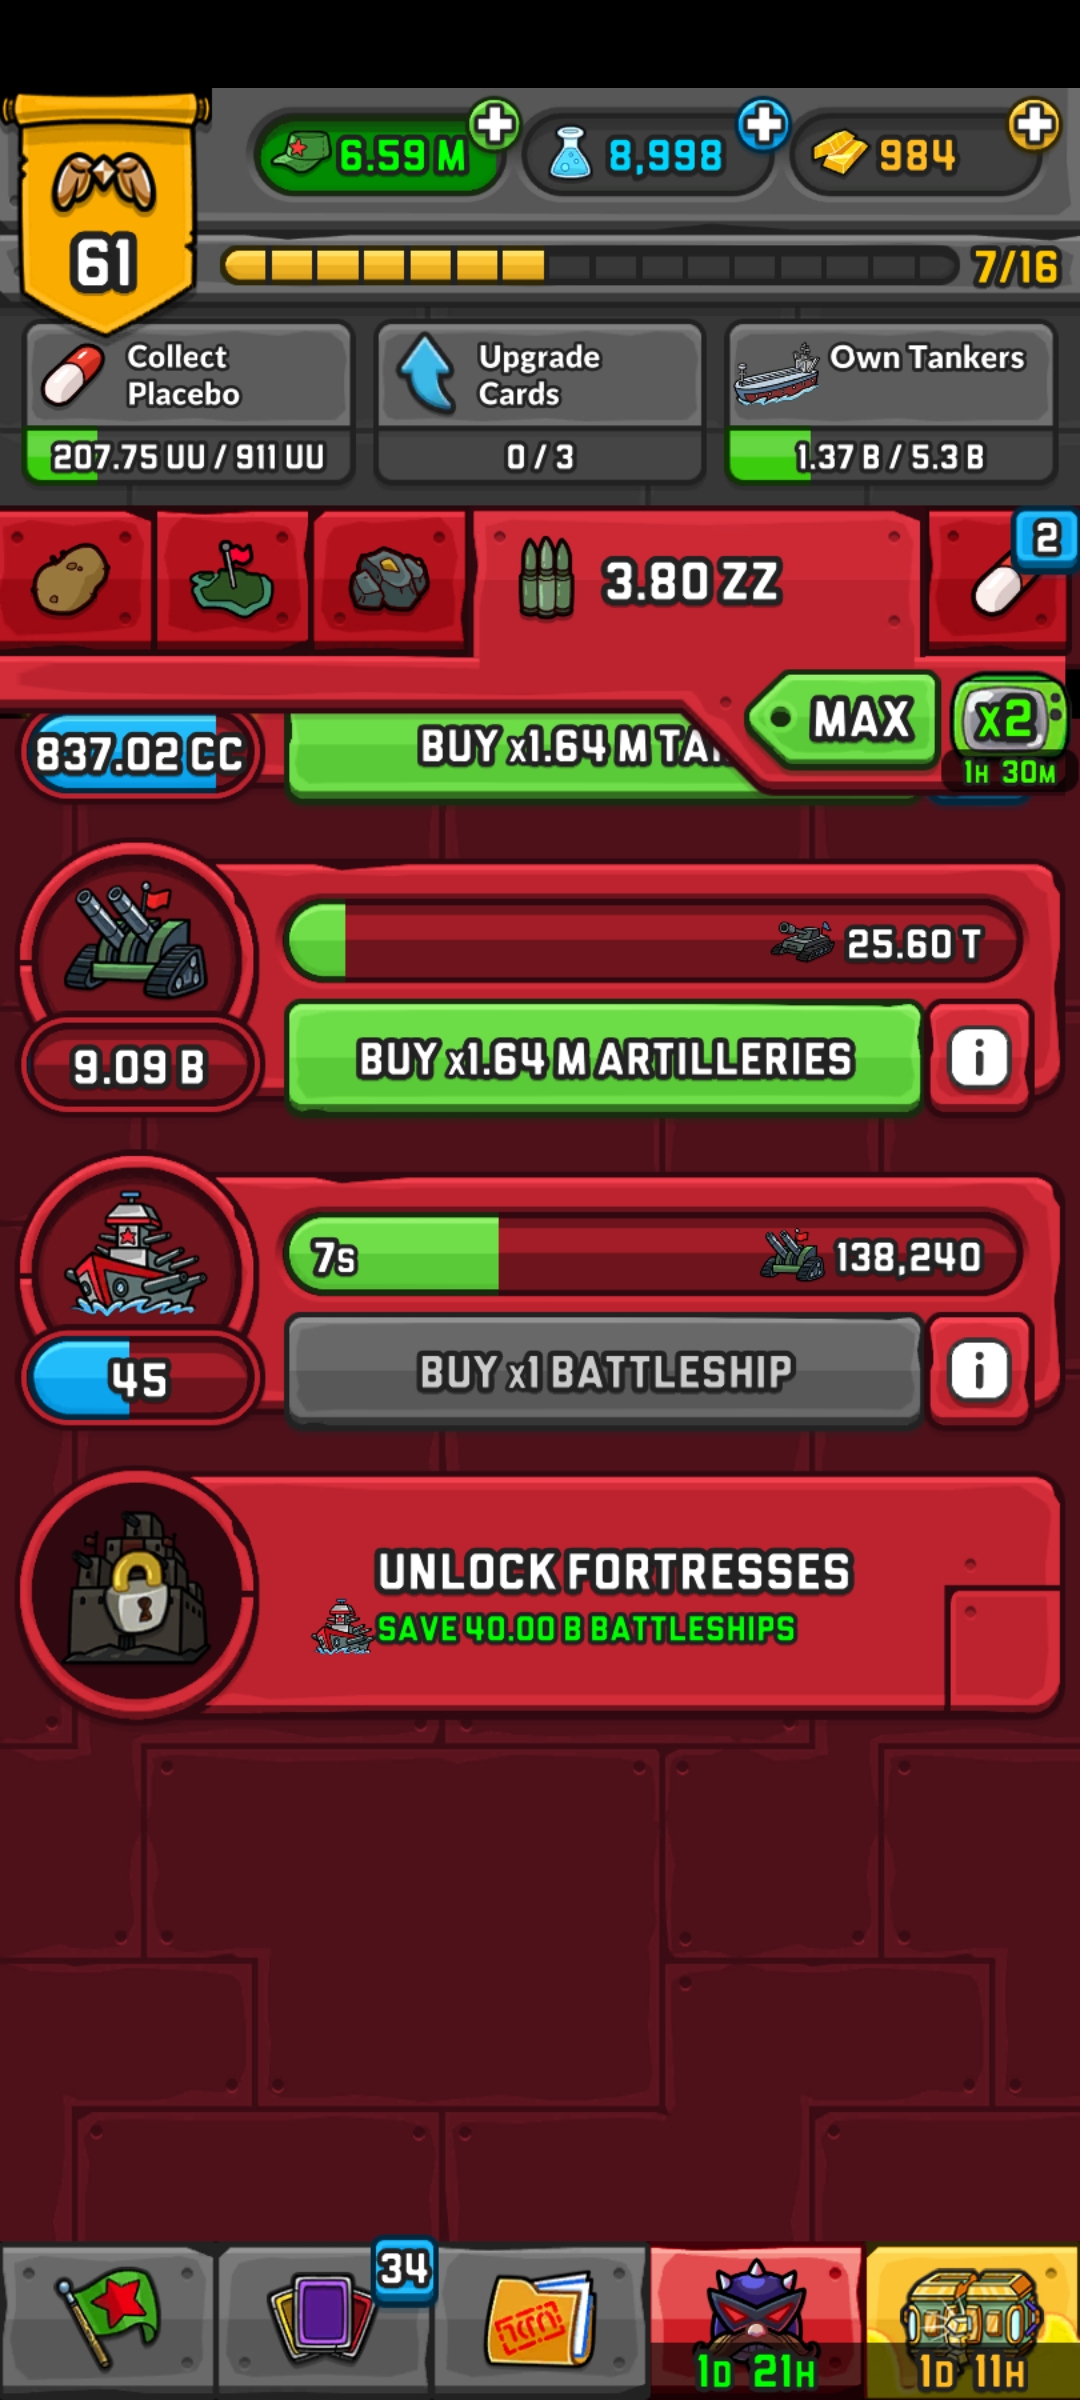 6.59 M
8,998
984
61
7/16
Collect
Placebo
Upgrade
Cards
Own Tankers
207.75 UU / 911 UU
0 / 3
1.37 B / 5.3 B
2
3.80 ZZ
MAX
x2
1H 30M
837.02 CC
BUY x1.64 M TA
25.60 T
9.09 B
BUY x1.64 M ARTILLERIES
i
7s
138,240
45
BUY x1 BATTLESHIP
i
UNLOCK FORTRESSES
SAVE 40.00 B BATTLESHIPS
34
1D 21H
1D 11H